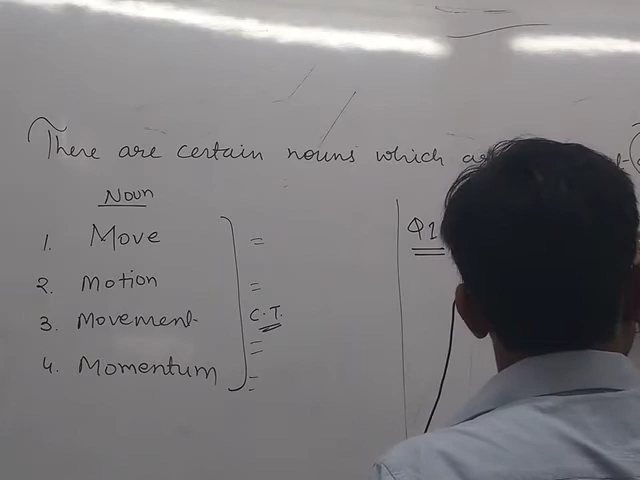 There are certain nouns which
Noun
1. Move =
2. Motion =
3. Movement C.T.
=
4. Momentum =
Q1